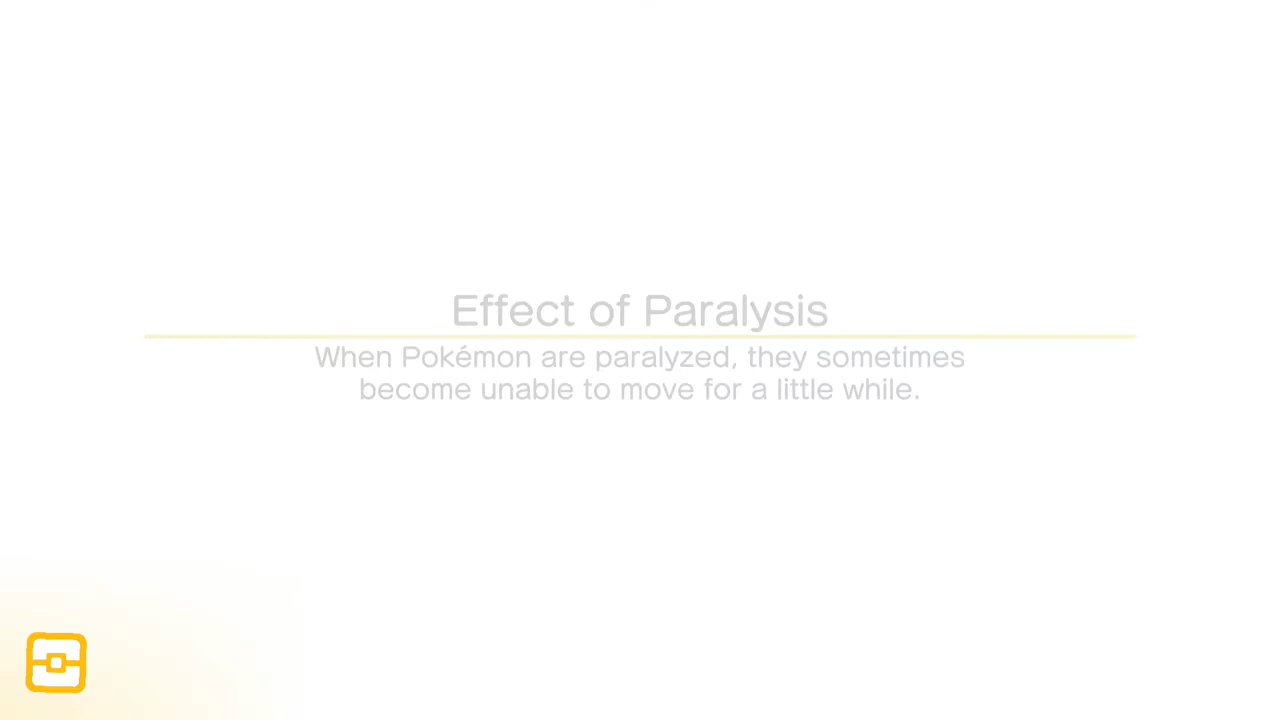 Effect of Paralysis
When Pokémon are paralyzed, they sometimes
become unable to move for a little while.